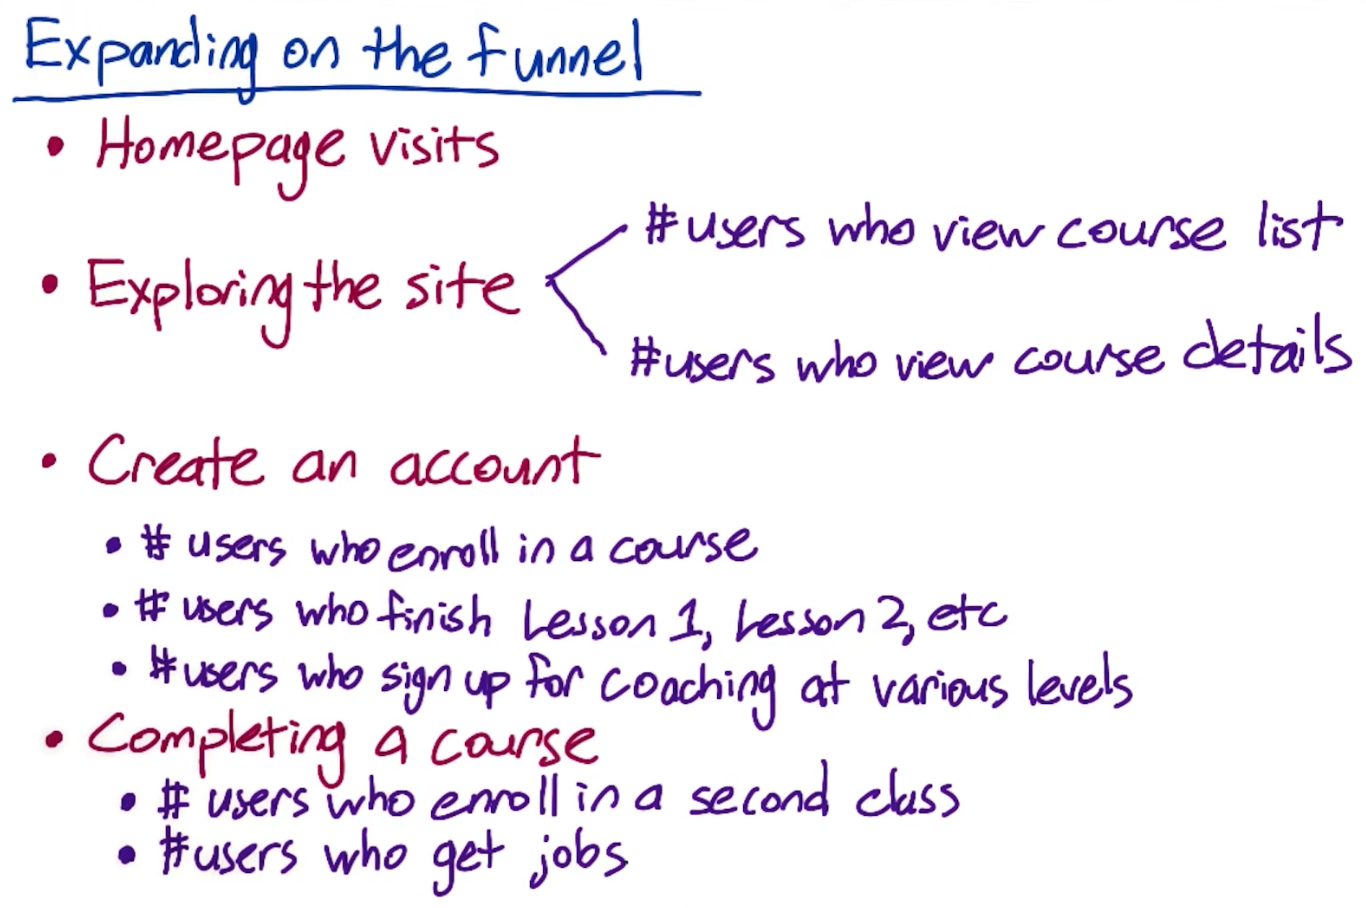 Expanding on the funnel
• Homepage visits
• Exploring the site
#users who view course list
#users who view course details
• Create an account
• # users who enroll in a course
• # users who finish Lesson 1, Lesson 2, etc
• #users who sign up for coaching at various levels
• Completing a course
• # users who enroll in a second class
• #users who get jobs